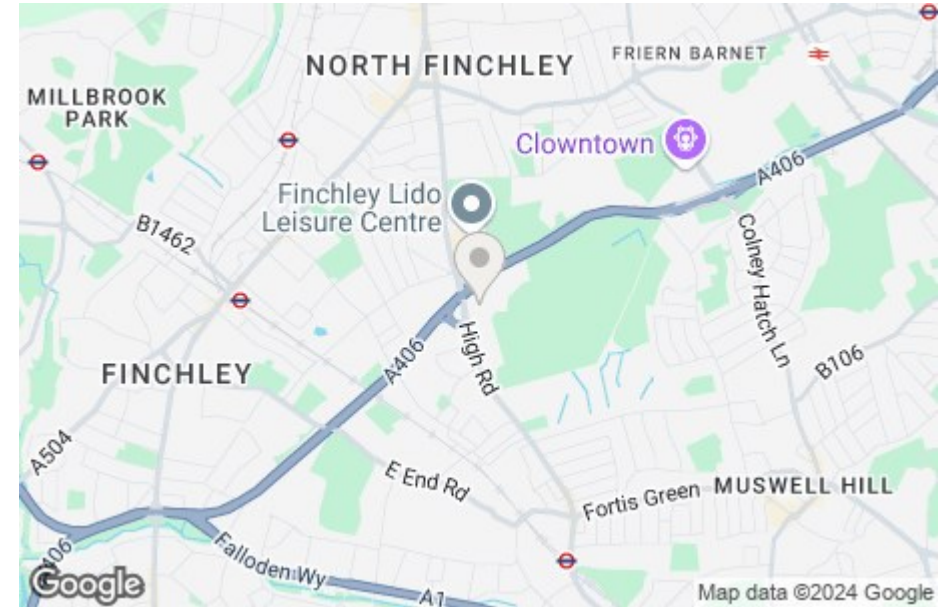 NORTH FINCHLEY
FRIERN BARNET
MILLBROOK
PARK
Clowntown
A406
Finchley Lido
Leisure Centre
B1462
Colney Hatch Ln
High Rd
FINCHLEY
A406
B106
A504
E End Rd
Fortis Green
MUSWELL HILL
A406
Falloden Wy
A1
Google
Map data ©2024 Google